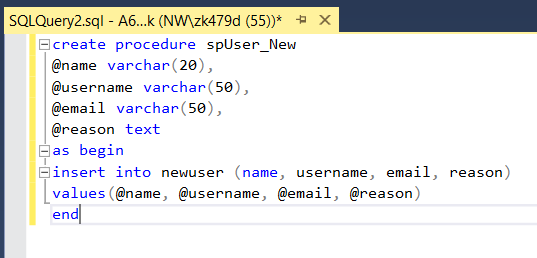 SQLQuery2.sql - A6...k (NW\zk479d (55))*
create procedure spUser_New
@name varchar(20),
@username varchar(50),
@email varchar(50),
@reason text
as begin
insert into newuser (name, username, email, reason)
values(@name, @username, @email, @reason)
end